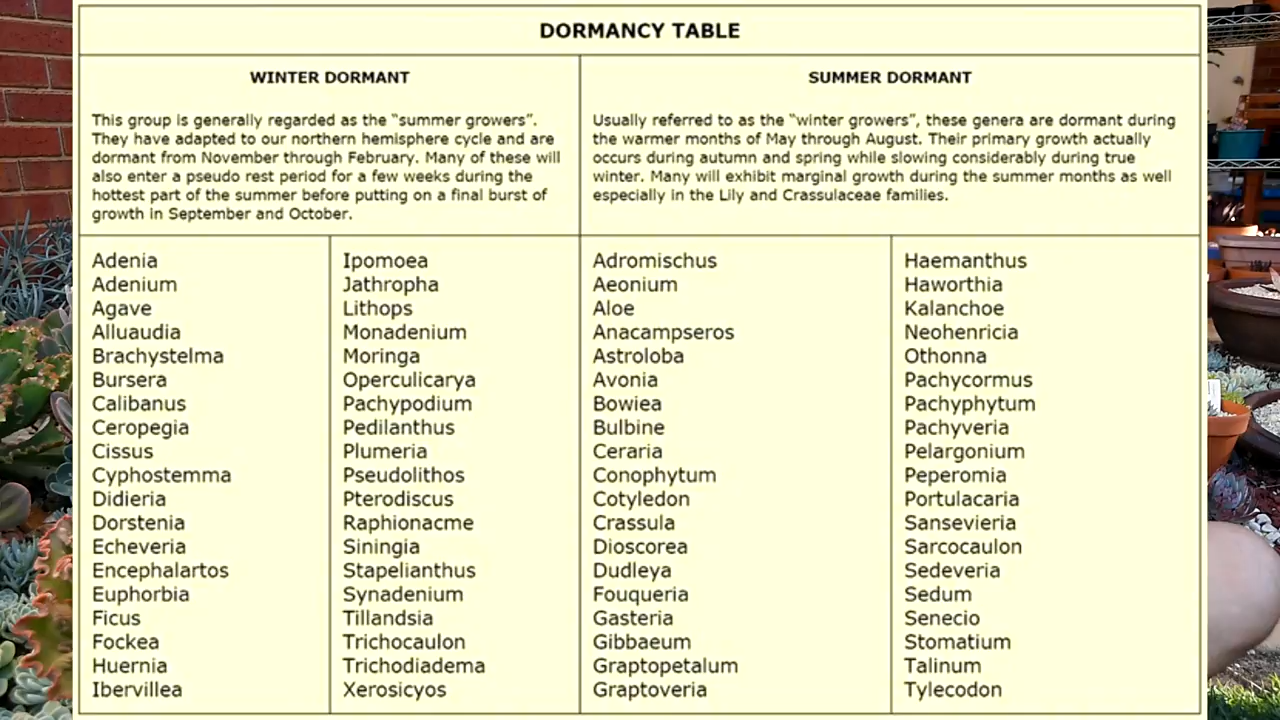 DORMANCY TABLE
WINTER DORMANT
This group is generally regarded as the “summer growers”.
They have adapted to our northern hemisphere cycle and are
dormant from November through February. Many of these will
also enter a pseudo rest period for a few weeks during the
hottest part of the summer before putting on a final burst of
growth in September and October.
SUMMER DORMANT
Usually referred to as the “winter growers”, these genera are dormant during
the warmer months of May through August. Their primary growth actually
occurs during autumn and spring while slowing considerably during true
winter. Many will exhibit marginal growth during the summer months as well
especially in the Lily and Crassulaceae families.
Adenia
Adenium
Agave
Alluaudia
Brachystelma
Bursera
Calibanus
Ceropegia
Cissus
Cyphostemma
Didieria
Dorstenia
Echeveria
Encephalartos
Euphorbia
Ficus
Fockea
Huernia
Ibervillea
Ipomoea
Jathropha
Lithops
Monadenium
Moringa
Operculicarya
Pachypodium
Pedilanthus
Plumeria
Pseudolithos
Pterodiscus
Raphionacme
Siningia
Stapelianthus
Synadenium
Tillandsia
Trichocaulon
Trichodiadema
Xerosicyos
Adromischus
Aeonium
Aloe
Anacampseros
Astroloba
Avonia
Bowiea
Bulbine
Ceraria
Conophytum
Cotyledon
Crassula
Dioscorea
Dudleya
Fouqueria
Gasteria
Gibbaeum
Graptopetalum
Graptoveria
Haemanthus
Haworthia
Kalanchoe
Neohenricia
Othonna
Pachycormus
Pachyphytum
Pachyveria
Pelargonium
Peperomia
Portulacaria
Sansevieria
Sarcocaulon
Sedeveria
Sedum
Senecio
Stomatium
Talinum
Tylecodon